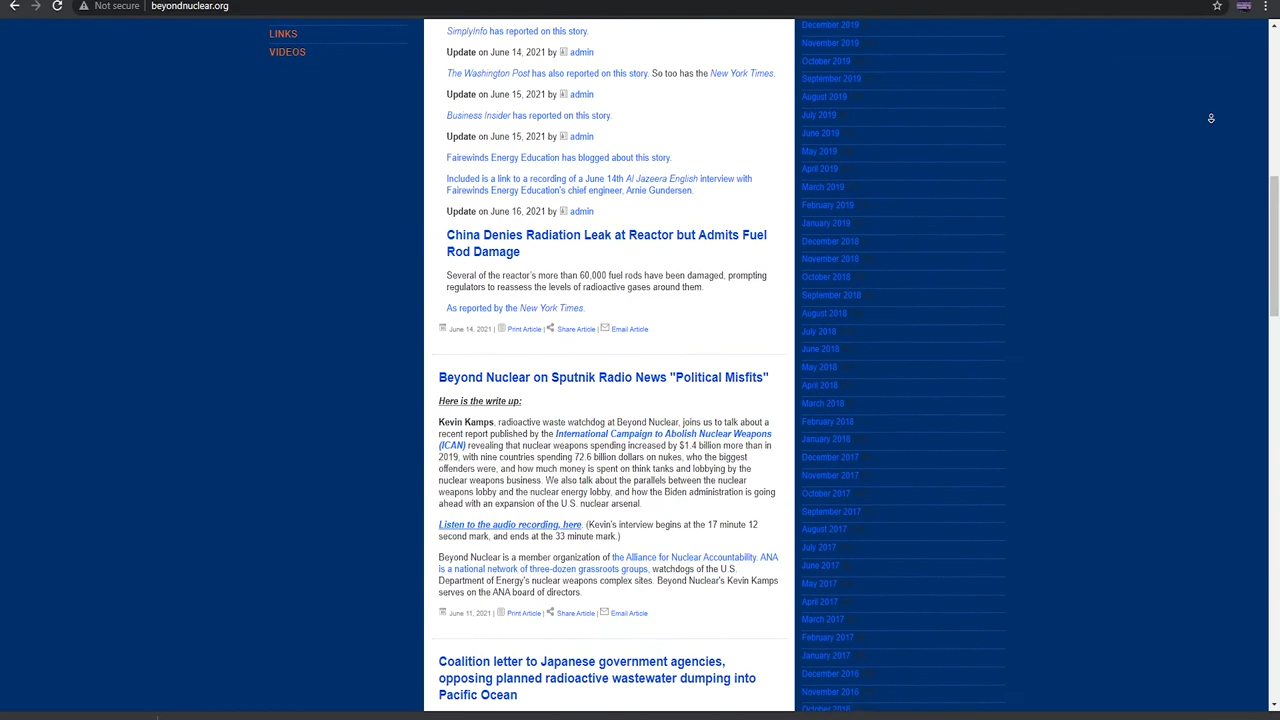 Not secure | beyondnuclear.org
LINKS
VIDEOS
SimplyInfo has reported on this story.
Update on June 14, 2021 by admin
The Washington Post has also reported on this story. So too has the New York Times.
Update on June 15, 2021 by admin
Business Insider has reported on this story.
Update on June 15, 2021 by admin
Fairewinds Energy Education has blogged about this story.
Included is a link to a recording of a June 14th Al Jazeera English interview with
Fairewinds Energy Education's chief engineer, Arnie Gundersen.
Update on June 16, 2021 by admin
China Denies Radiation Leak at Reactor but Admits Fuel
Rod Damage
Several of the reactor's more than 60,000 fuel rods have been damaged, prompting
regulators to reassess the levels of radioactive gases around them.
As reported by the New York Times.
June 14, 2021 | Print Article | Share Article | Email Article
Beyond Nuclear on Sputnik Radio News "Political Misfits"
Here is the write up:
Kevin Kamps, radioactive waste watchdog at Beyond Nuclear, joins us to talk about a
recent report published by the International Campaign to Abolish Nuclear Weapons
(ICAN) revealing that nuclear weapons spending increased by $1.4 billion more than in
2019, with nine countries spending 72.6 billion dollars on nukes, who the biggest
offenders were, and how much money is spent on think tanks and lobbying by the
nuclear weapons business. We also talk about the parallels between the nuclear
weapons lobby and the nuclear energy lobby, and how the Biden administration is going
ahead with an expansion of the U.S. nuclear arsenal.
Listen to the audio recording, here. (Kevin's interview begins at the 17 minute 12
second mark, and ends at the 33 minute mark.)
Beyond Nuclear is a member organization of the Alliance for Nuclear Accountability. ANA
is a national network of three-dozen grassroots groups, watchdogs of the U.S.
Department of Energy's nuclear weapons complex sites. Beyond Nuclear's Kevin Kamps
serves on the ANA board of directors.
June 11, 2021 | Print Article | Share Article | Email Article
Coalition letter to Japanese government agencies,
opposing planned radioactive wastewater dumping into
Pacific Ocean
December 2019
November 2019
October 2019
September 2019
August 2019
July 2019
June 2019
May 2019
April 2019
March 2019
February 2019
January 2019
December 2018
November 2018
October 2018
September 2018
August 2018
July 2018
June 2018
May 2018
April 2018
March 2018
February 2018
January 2018
December 2017
November 2017
October 2017
September 2017
August 2017
July 2017
June 2017
May 2017
April 2017
March 2017
February 2017
January 2017
December 2016
November 2016
October 2016